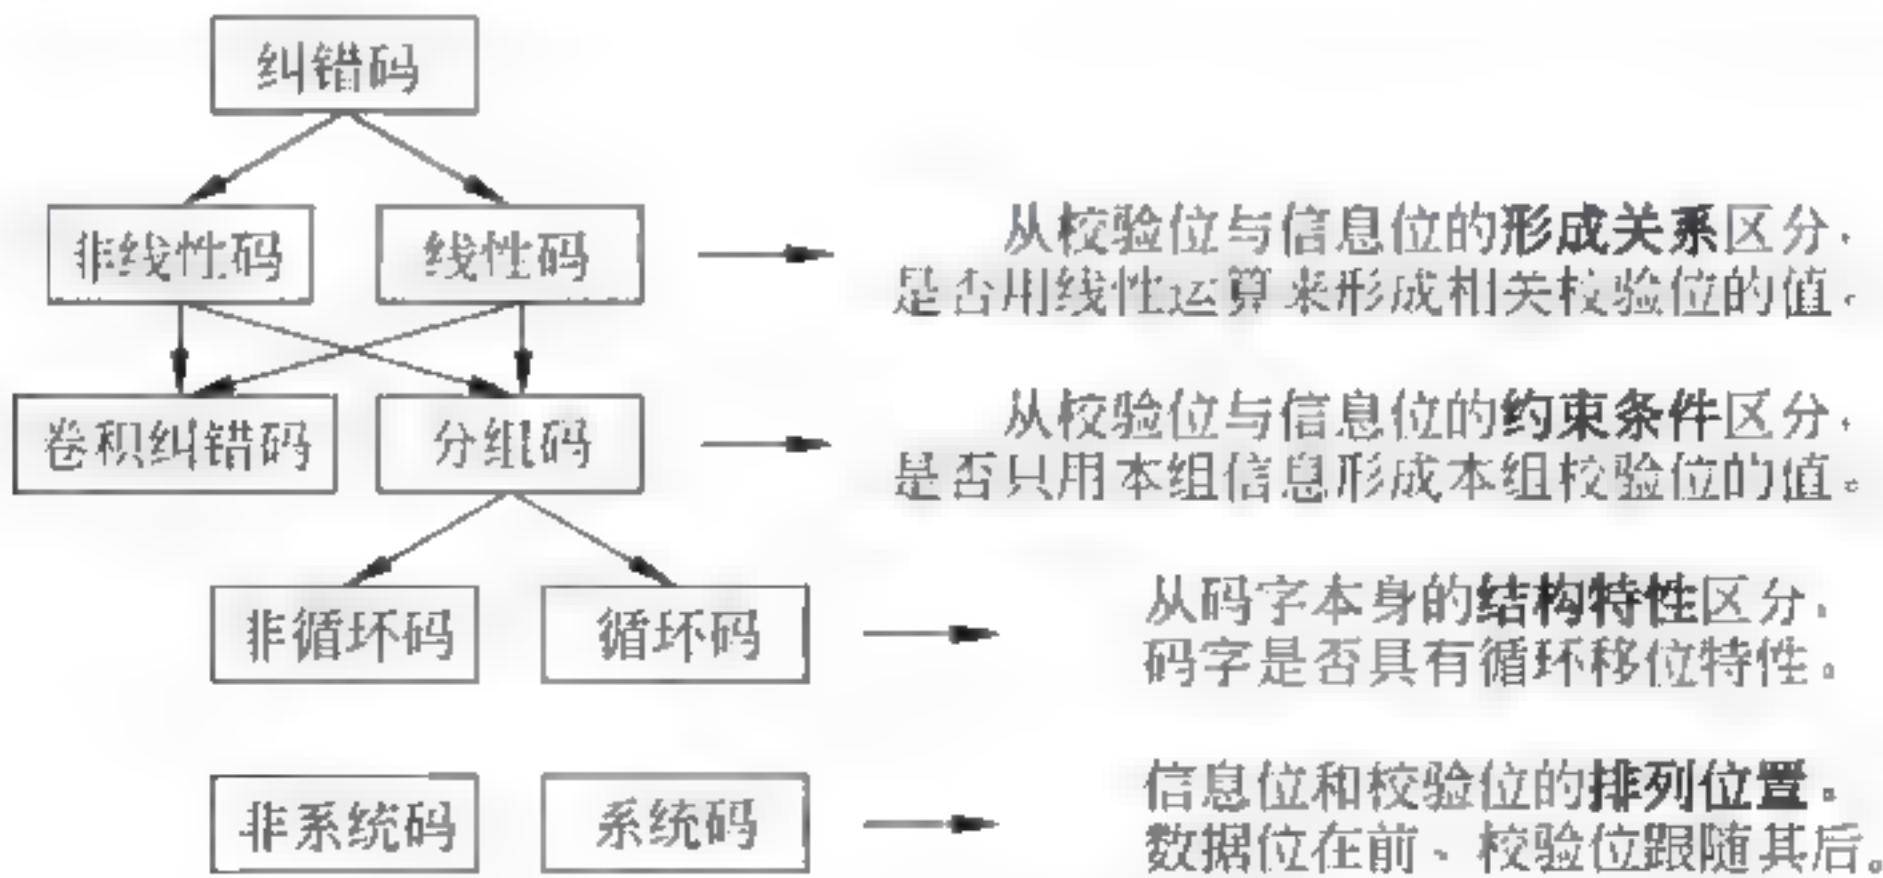 纠错码
非线性码
线性码
从校验位与信息位的形成关系区分，
是否用线性运算来形成相关校验位的值。
卷积纠错码
分组码
从校验位与信息位的约束条件区分，
是否只用本组信息形成本组校验位的值。
非循环码
循环码
从码字本身的结构特性区分，
码字是否具有循环移位特性。
非系统码
系统码
信息位和校验位的排列位置。
数据位在前、校验位跟随其后。